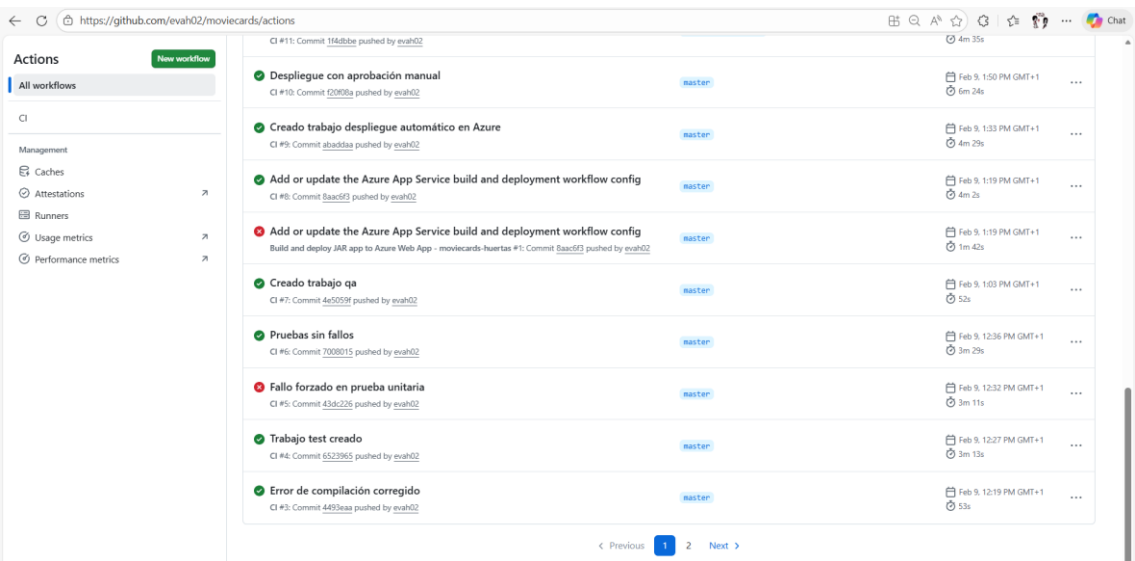 https://github.com/evah02/moviecards/actions
Chat
Actions
New workflow
All workflows
CI
Management
Caches
Attestations
Runners
Usage metrics
Performance metrics
CI #11: Commit 1f4dbbe pushed by evah02
4m 35s
Despliegue con aprobación manual
CI #10: Commit f20f08a pushed by evah02
master
Feb 9, 1:50 PM GMT+1
6m 24s
Creado trabajo despliegue automático en Azure
CI #9: Commit abaddaa pushed by evah02
master
Feb 9, 1:33 PM GMT+1
4m 29s
Add or update the Azure App Service build and deployment workflow config
CI #8: Commit 8aac6f3 pushed by evah02
master
Feb 9, 1:19 PM GMT+1
4m 2s
Add or update the Azure App Service build and deployment workflow config
Build and deploy JAR app to Azure Web App - moviecards-huertas #1: Commit 8aac6f3 pushed by evah02
master
Feb 9, 1:19 PM GMT+1
1m 42s
Creado trabajo qa
CI #7: Commit 4e5059f pushed by evah02
master
Feb 9, 1:03 PM GMT+1
52s
Pruebas sin fallos
CI #6: Commit 7008015 pushed by evah02
master
Feb 9, 12:36 PM GMT+1
3m 29s
Fallo forzado en prueba unitaria
CI #5: Commit 43dc226 pushed by evah02
master
Feb 9, 12:32 PM GMT+1
3m 11s
Trabajo test creado
CI #4: Commit 6523965 pushed by evah02
master
Feb 9, 12:27 PM GMT+1
3m 13s
Error de compilación corregido
CI #3: Commit 4493eaa pushed by evah02
master
Feb 9, 12:19 PM GMT+1
53s
Previous 1 2 Next